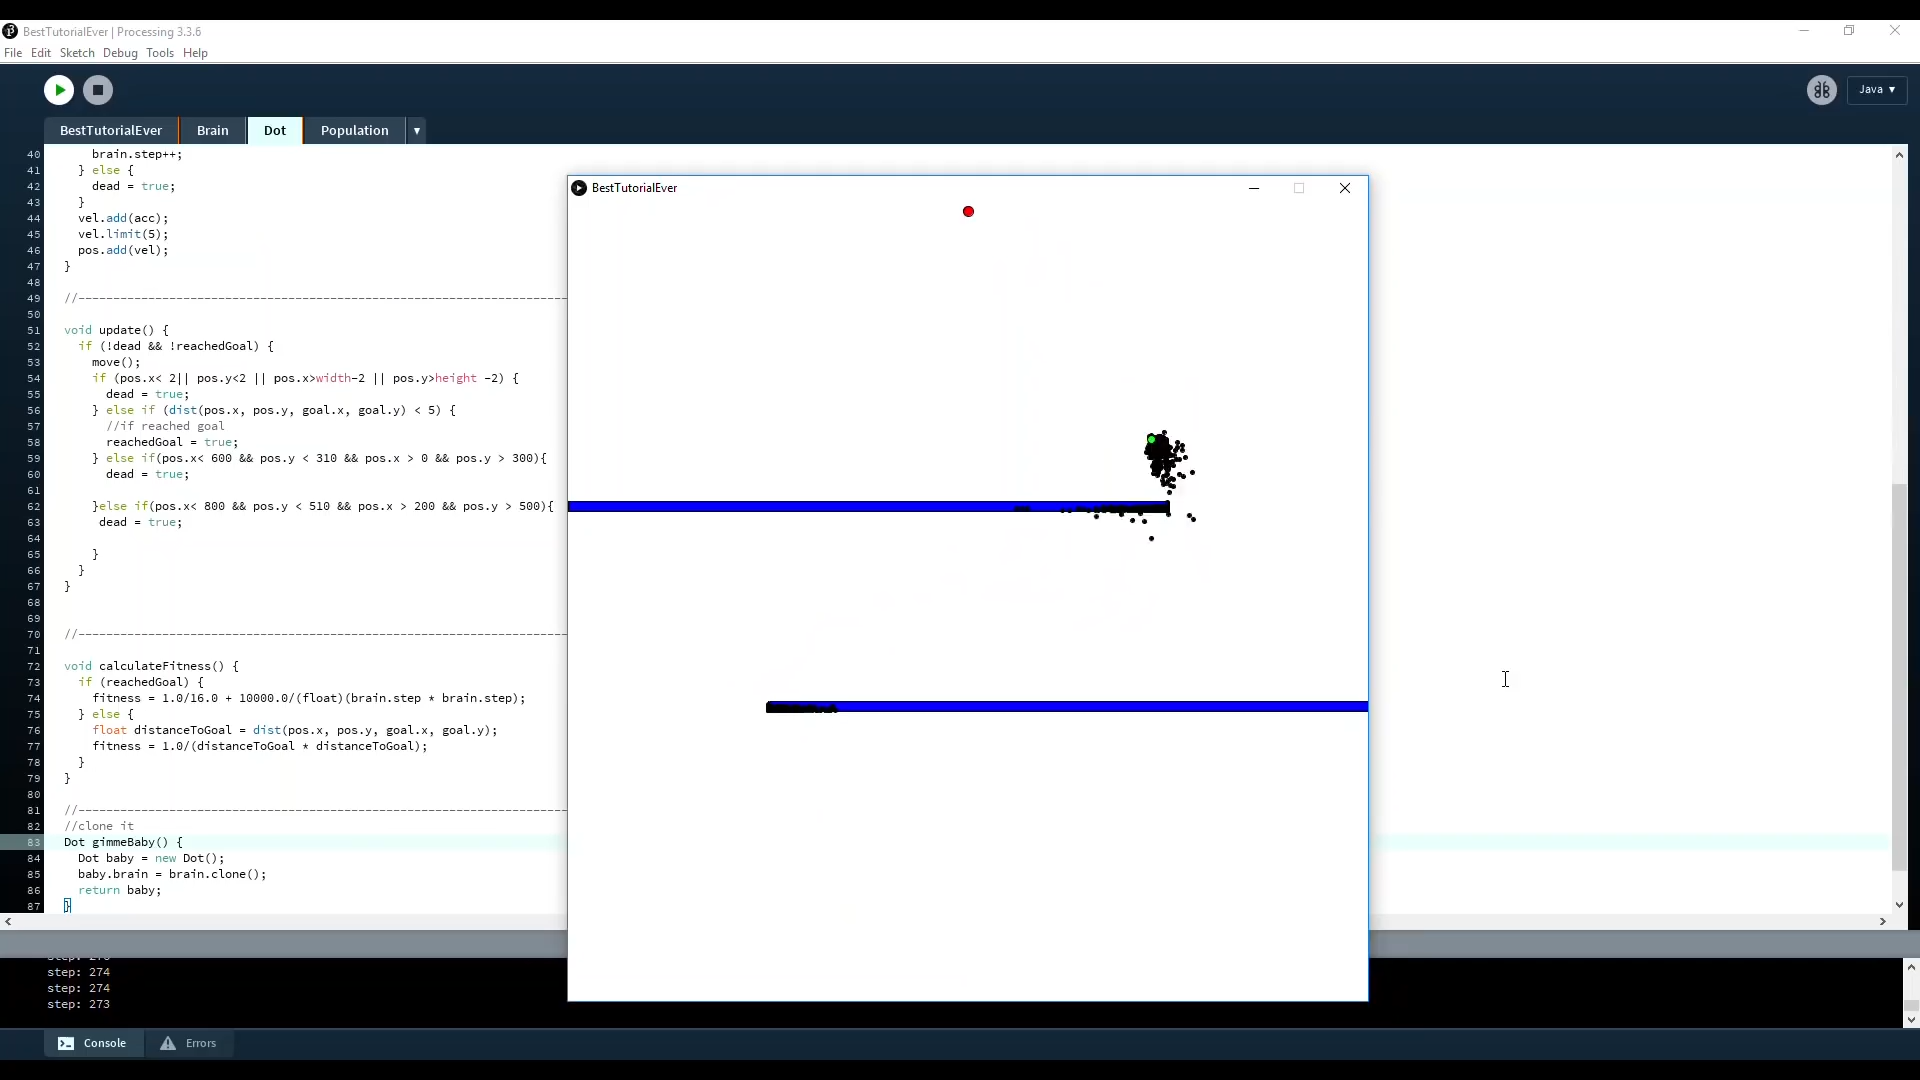 BestTutorialEver | Processing 3.3.6
File Edit Sketch Debug Tools Help
Java ▾
BestTutorialEver Brain Dot Population ▾
40 brain.step++;
41 } else {
42 dead = true;
43 }
44 vel.add(acc);
45 vel.limit(5);
46 pos.add(vel);
47 }
48
49 //----------------------------------------------------------------------
50
51 void update() {
52 if (!dead && !reachedGoal) {
53 move();
54 if (pos.x< 2|| pos.y<2 || pos.x>width-2 || pos.y>height -2) {
55 dead = true;
56 } else if (dist(pos.x, pos.y, goal.x, goal.y) < 5) {
57 //if reached goal
58 reachedGoal = true;
59 } else if(pos.x< 600 && pos.y < 310 && pos.x > 0 && pos.y > 300){
60 dead = true;
61
62 }else if(pos.x< 800 && pos.y < 510 && pos.x > 200 && pos.y > 500){
63 dead = true;
64
65 }
66 }
67 }
68
69
70 //----------------------------------------------------------------------
71
72 void calculateFitness() {
73 if (reachedGoal) {
74 fitness = 1.0/16.0 + 10000.0/(float)(brain.step * brain.step);
75 } else {
76 float distanceToGoal = dist(pos.x, pos.y, goal.x, goal.y);
77 fitness = 1.0/(distanceToGoal * distanceToGoal);
78 }
79 }
80
81 //----------------------------------------------------------------------
82 //clone it
83 Dot gimmeBaby() {
84 Dot baby = new Dot();
85 baby.brain = brain.clone();
86 return baby;
87 }
BestTutorialEver
step: 274
step: 274
step: 273
Console Errors